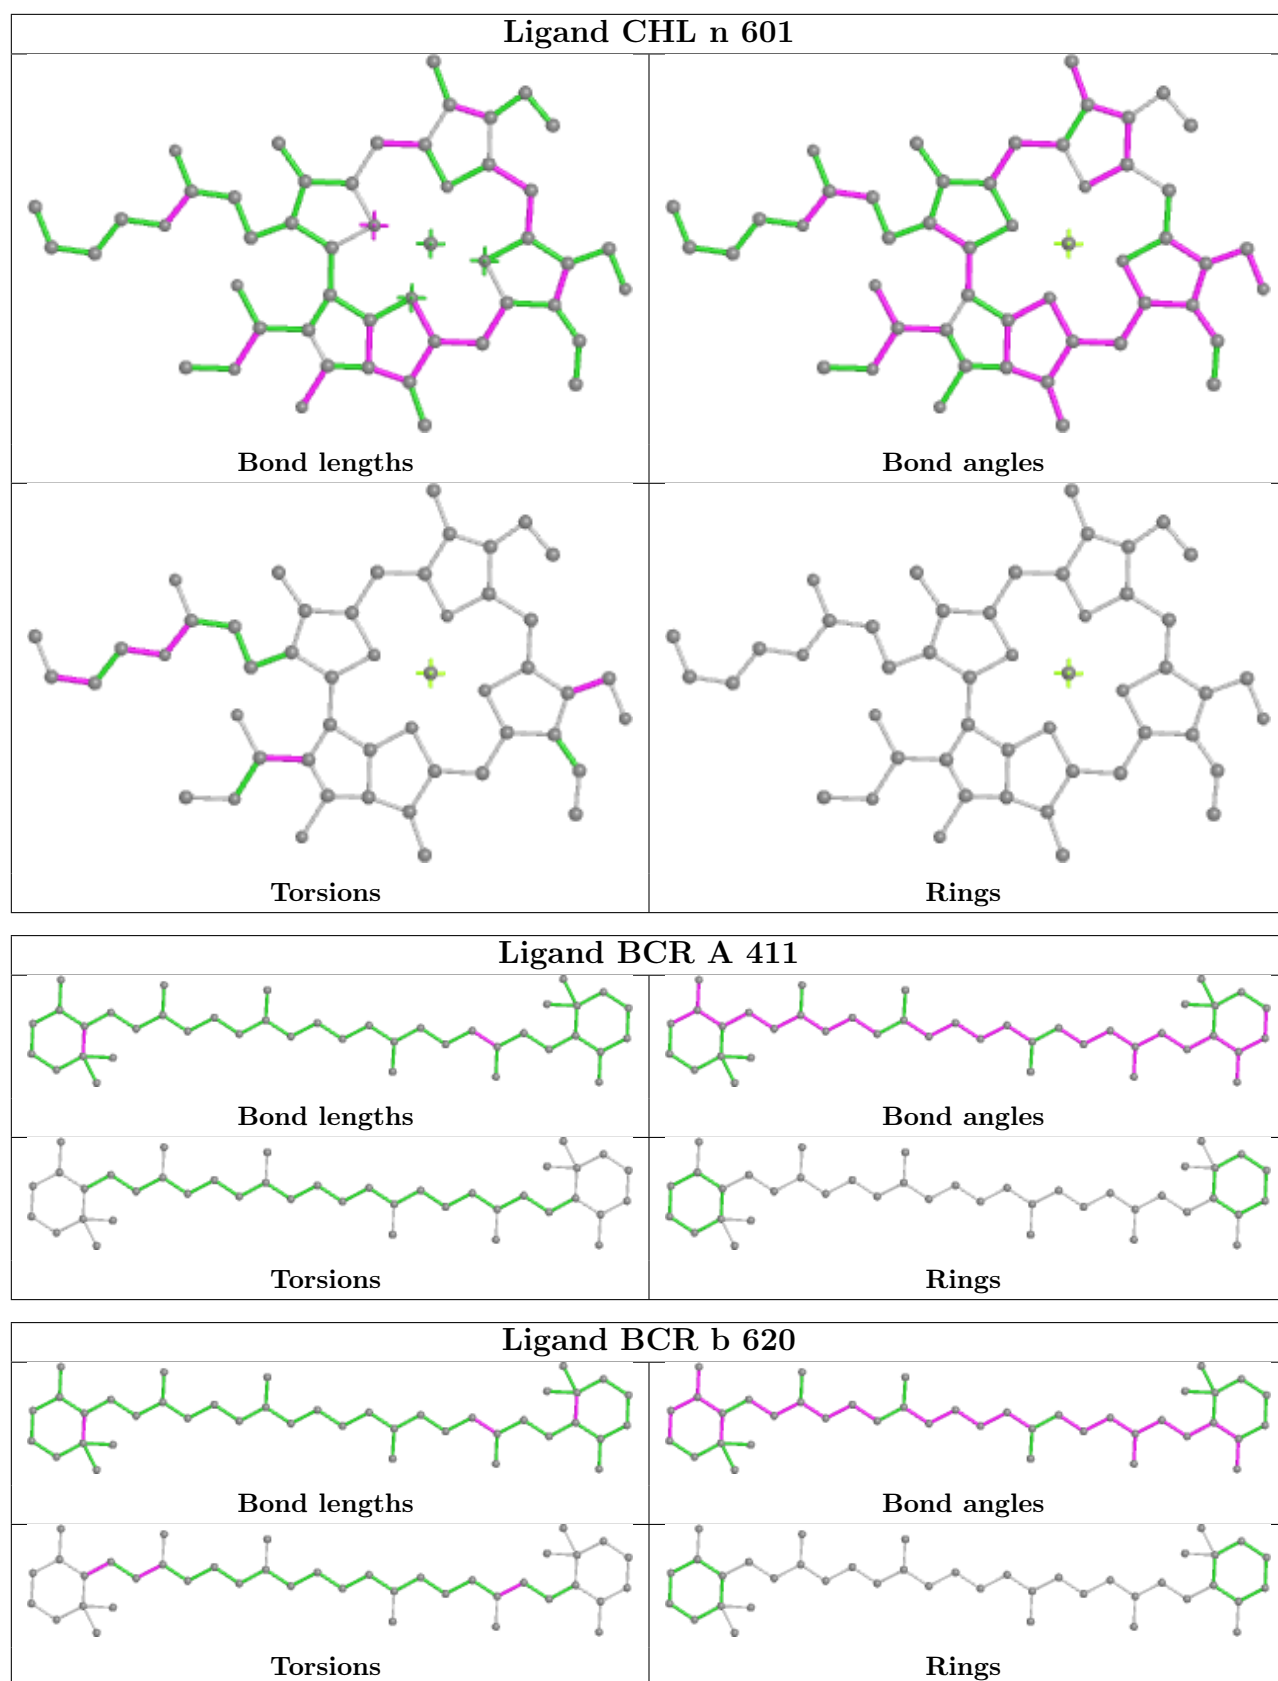 Ligand CHL n 601
Bond lengths
Bond angles
Torsions
Rings
Ligand BCR A 411
Bond lengths
Bond angles
Torsions
Rings
Ligand BCR b 620
Bond lengths
Bond angles
Torsions
Rings